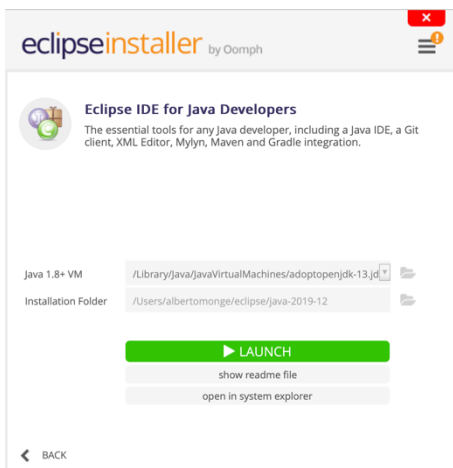 eclipseinstaller by Oomph
Eclipse IDE for Java Developers
The essential tools for any Java developer, including a Java IDE, a Git
client, XML Editor, Mylyn, Maven and Gradle integration.
Java 1.8+ VM /Library/Java/JavaVirtualMachines/adoptopenjdk-13.jd
Installation Folder /Users/albertomonge/eclipse/java-2019-12
LAUNCH
show readme file
open in system explorer
BACK